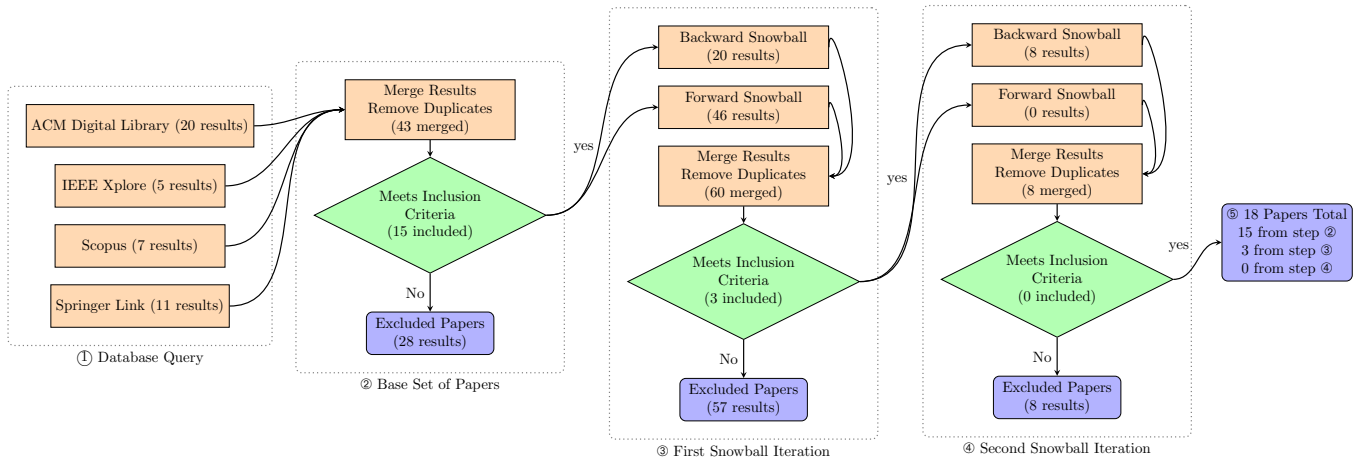 ACM Digital Library (20 results)
IEEE Xplore (5 results)
Scopus (7 results)
Springer Link (11 results)
① Database Query
Merge Results
Remove Duplicates
(43 merged)
Meets Inclusion
Criteria
(15 included)
No
Excluded Papers
(28 results)
② Base Set of Papers
yes
Backward Snowball
(20 results)
Forward Snowball
(46 results)
Merge Results
Remove Duplicates
(60 merged)
Meets Inclusion
Criteria
(3 included)
No
Excluded Papers
(57 results)
③ First Snowball Iteration
yes
Backward Snowball
(8 results)
Forward Snowball
(0 results)
Merge Results
Remove Duplicates
(8 merged)
Meets Inclusion
Criteria
(0 included)
No
Excluded Papers
(8 results)
④ Second Snowball Iteration
yes
⑤ 18 Papers Total
15 from step ②
3 from step ③
0 from step ④